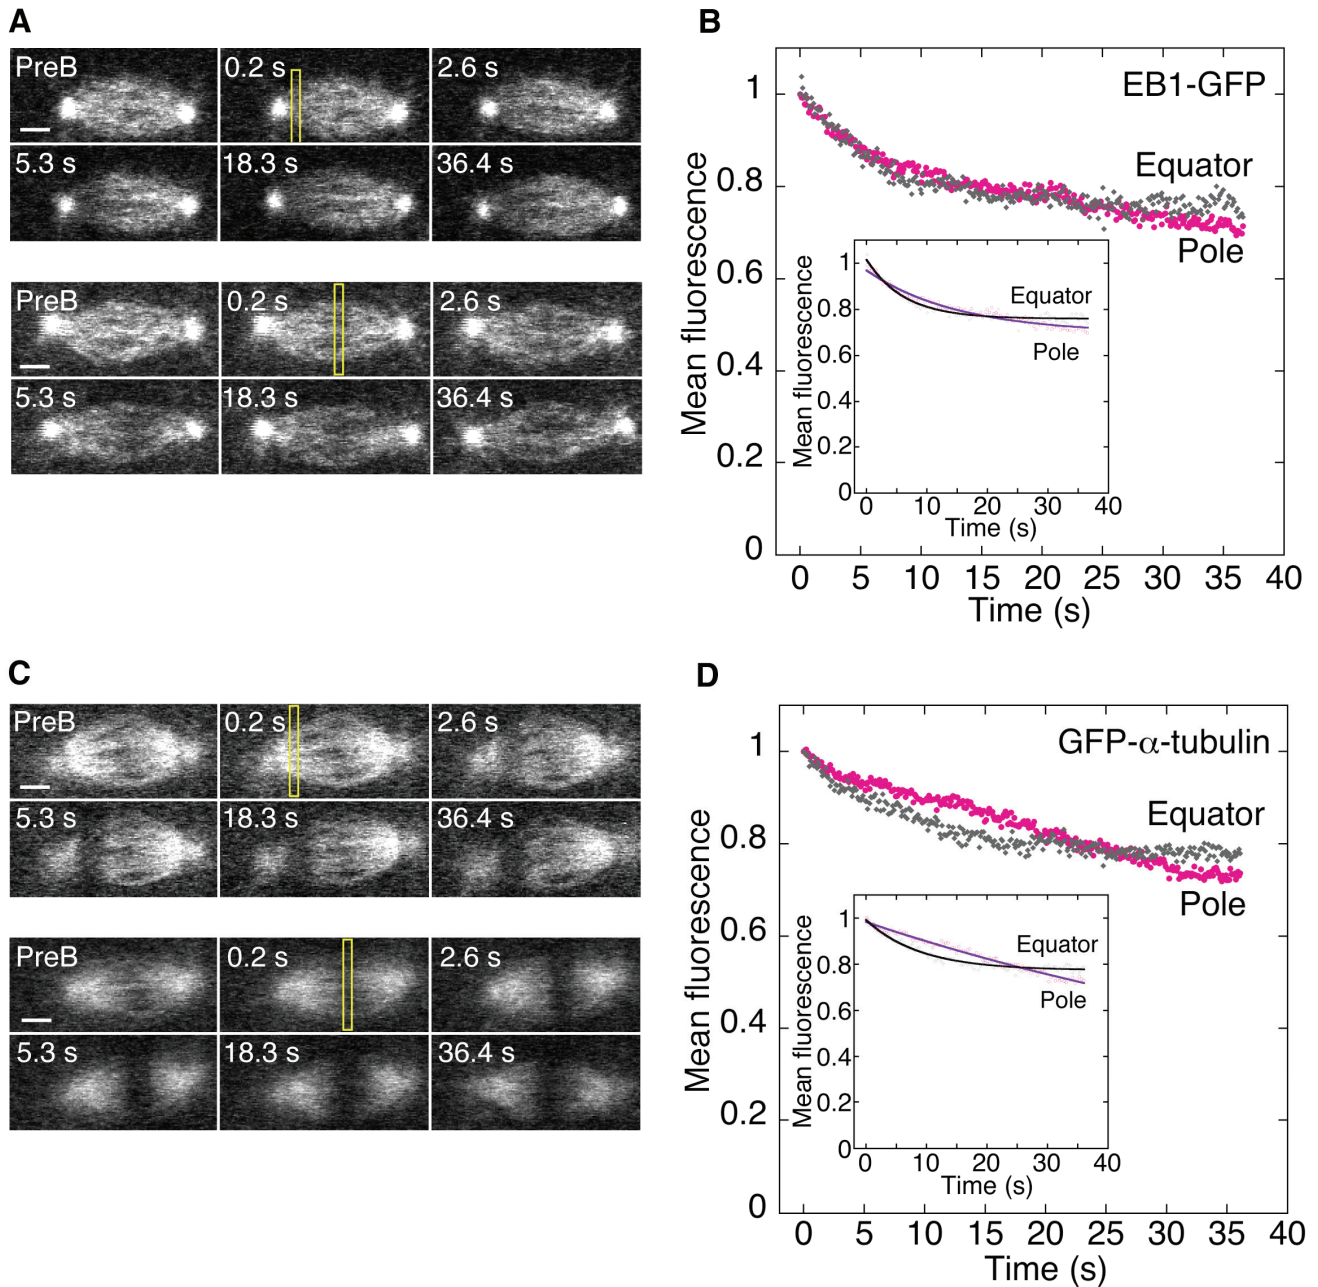 A
PreB
0.2 s
2.6 s
5.3 s
18.3 s
36.4 s
PreB
0.2 s
2.6 s
5.3 s
18.3 s
36.4 s
B
EB1-GFP
Equator
Pole
Mean fluorescence
1
0.8
0.6
0.4
0.2
0
0 5 10 15 20 25 30 35 40
Time (s)
Mean fluorescence
1
0.8
0.6
0.4
0.2
0
Equator
Pole
0 10 20 30 40
Time (s)
C
PreB
0.2 s
2.6 s
5.3 s
18.3 s
36.4 s
PreB
0.2 s
2.6 s
5.3 s
18.3 s
36.4 s
D
GFP-α-tubulin
Equator
Pole
Mean fluorescence
1
0.8
0.6
0.4
0.2
0
0 5 10 15 20 25 30 35 40
Time (s)
Mean fluorescence
1
0.8
0.6
0.4
0.2
0
Equator
Pole
0 10 20 30 40
Time (s)